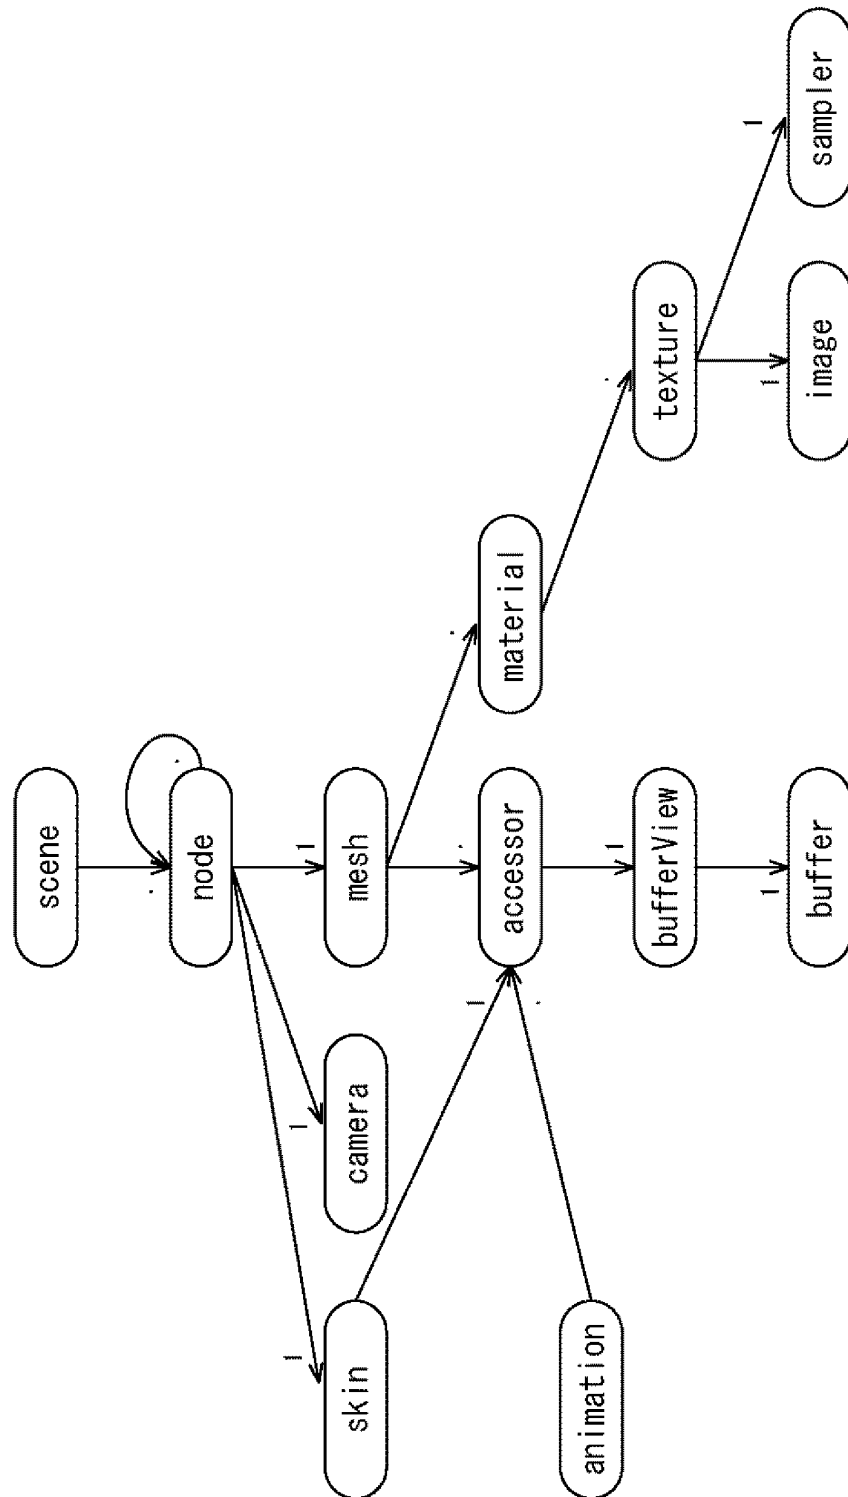 scene
node
1
mesh
1
camera
1
skin
material
accessor
1
animation
texture
1
bufferView
1
sampler
1
image
1
buffer